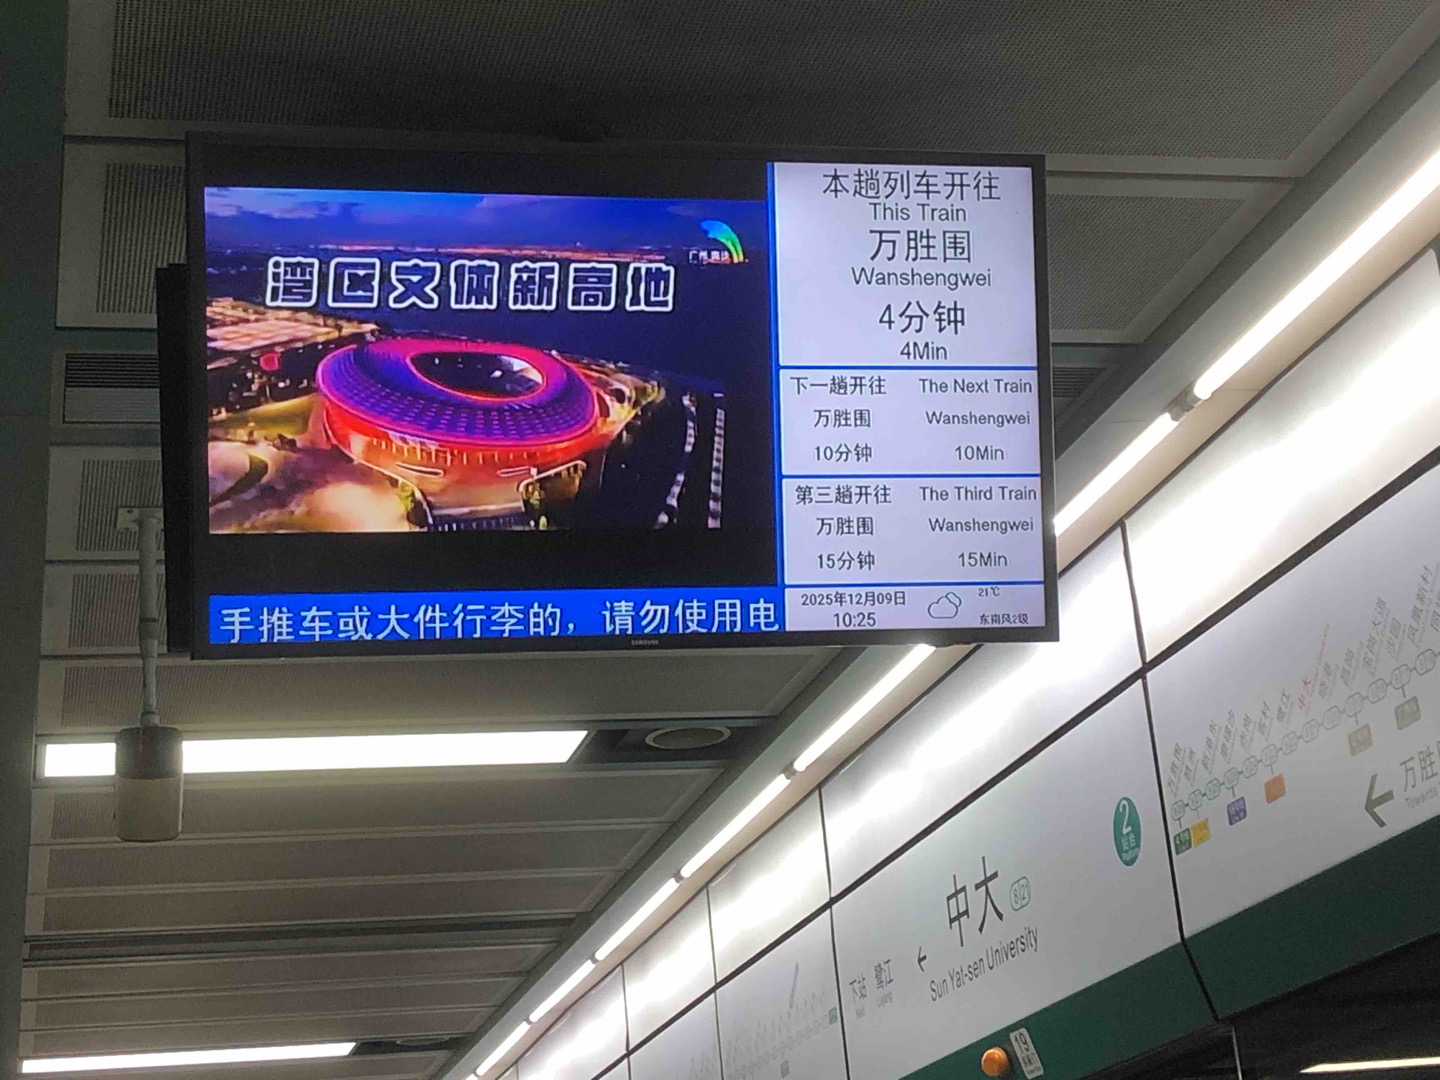 湾区文体新高地
本趟列车开往
This Train
万胜围
Wanshengwei
4分钟
4Min
下一趟开往 The Next Train
万胜围 Wanshengwei
10分钟 10Min
第三趟开往 The Third Train
万胜围 Wanshengwei
15分钟 15Min
手推车或大件行李的，请勿使用电
2025年12月09日
10:25
21℃
东南风2级
SAMSUNG
2
站台
Platform
中大
Sun Yat-sen University
下站 鹭江
万胜
Towards
19